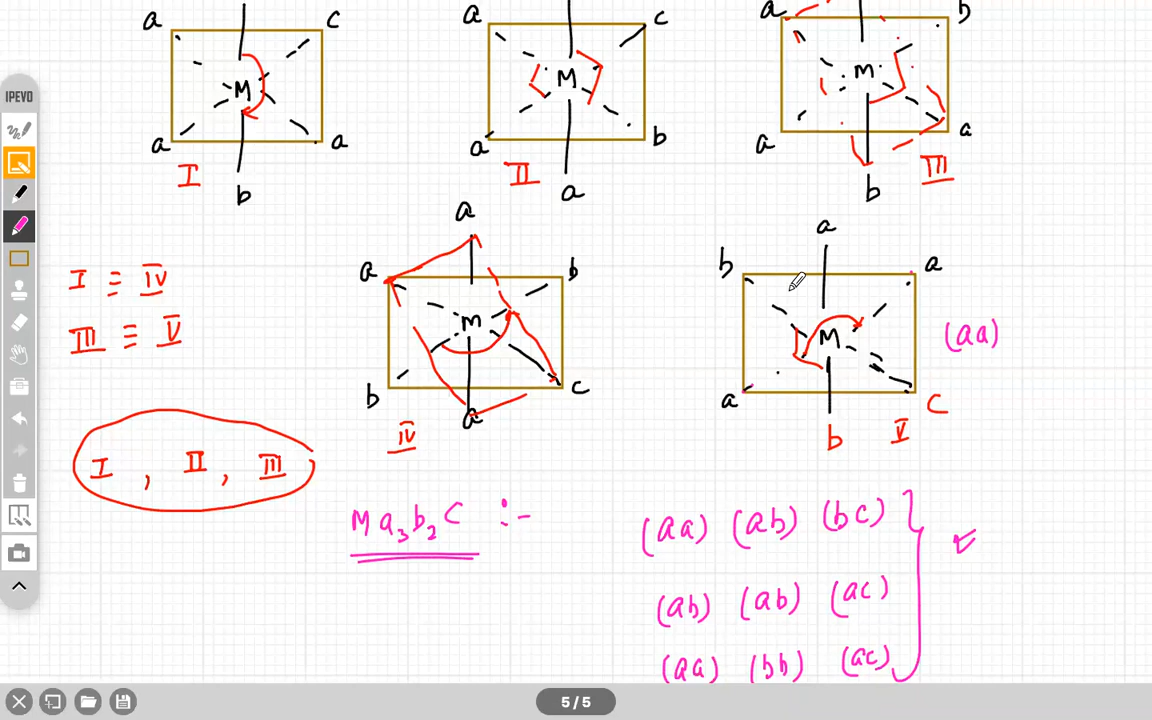 a c a c a b
IPEVO
M M M
a a a b a a
I II III
b a b
a a
a b b a
I ≡ IV
M M (aa)
III ≡ V
b c a c
a
IV b V
I , II , III
Ma₃b₂c :- (aa) (ab) (bc)
(ab) (ab) (ac)
(aa) (bb) (ac)
5/5